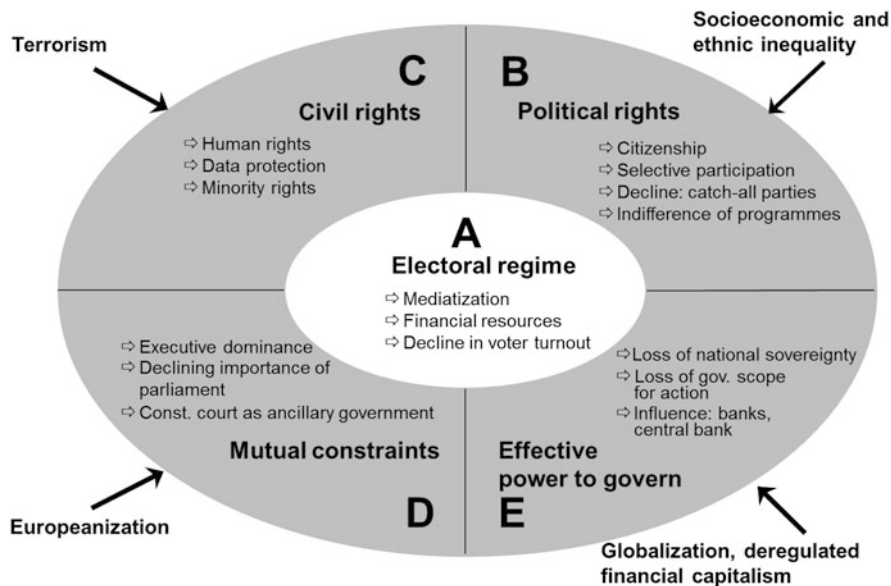 Terrorism
Socioeconomic and
ethnic inequality
C
Civil rights
⇨ Human rights
⇨ Data protection
⇨ Minority rights
B
Political rights
⇨ Citizenship
⇨ Selective participation
⇨ Decline: catch-all parties
⇨ Indifference of programmes
A
Electoral regime
⇨ Mediatization
⇨ Financial resources
⇨ Decline in voter turnout
⇨ Executive dominance
⇨ Declining importance of
parliament
⇨ Const. court as ancillary government
Mutual constraints
D
⇨ Loss of national sovereignty
⇨ Loss of gov. scope
for action
⇨ Influence: banks,
central bank
Effective
power to govern
E
Europeanization
Globalization, deregulated
financial capitalism